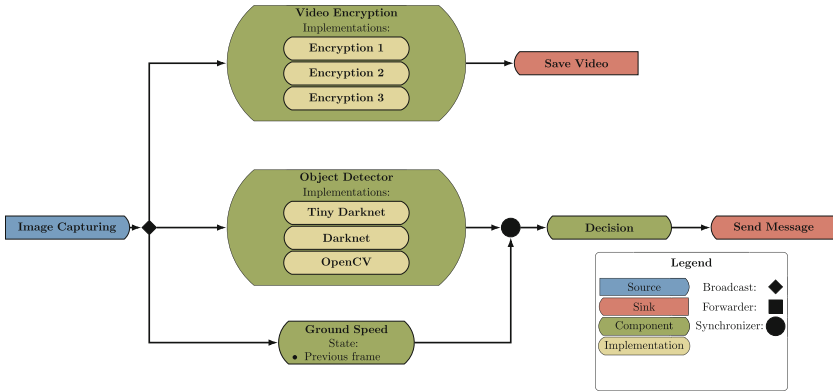 Video Encryption
Implementations:
Encryption 1
Encryption 2
Encryption 3
Save Video
Object Detector
Implementations:
Tiny Darknet
Darknet
OpenCV
Image Capturing
Decision
Send Message
Ground Speed
State:
• Previous frame
Legend
Source
Broadcast:
Sink
Forwarder:
Component
Synchronizer:
Implementation